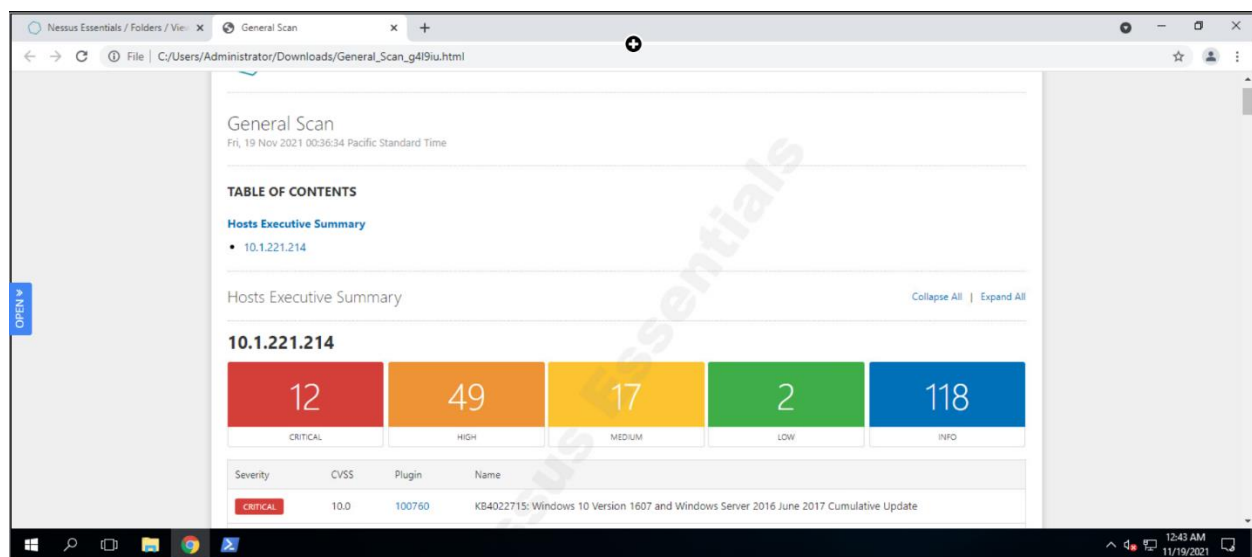 Nessus Essentials / Folders / Vie
General Scan
File | C:/Users/Administrator/Downloads/General_Scan_g4l9iu.html
General Scan
Fri, 19 Nov 2021 00:36:34 Pacific Standard Time
TABLE OF CONTENTS
Hosts Executive Summary
• 10.1.221.214
Hosts Executive Summary
Collapse All | Expand All
OPEN
10.1.221.214
12 49 17 2 118
CRITICAL HIGH MEDIUM LOW INFO
Severity CVSS Plugin Name
CRITICAL 10.0 100760 KB4022715: Windows 10 Version 1607 and Windows Server 2016 June 2017 Cumulative Update
Nessus Essentials
12:43 AM
11/19/2021